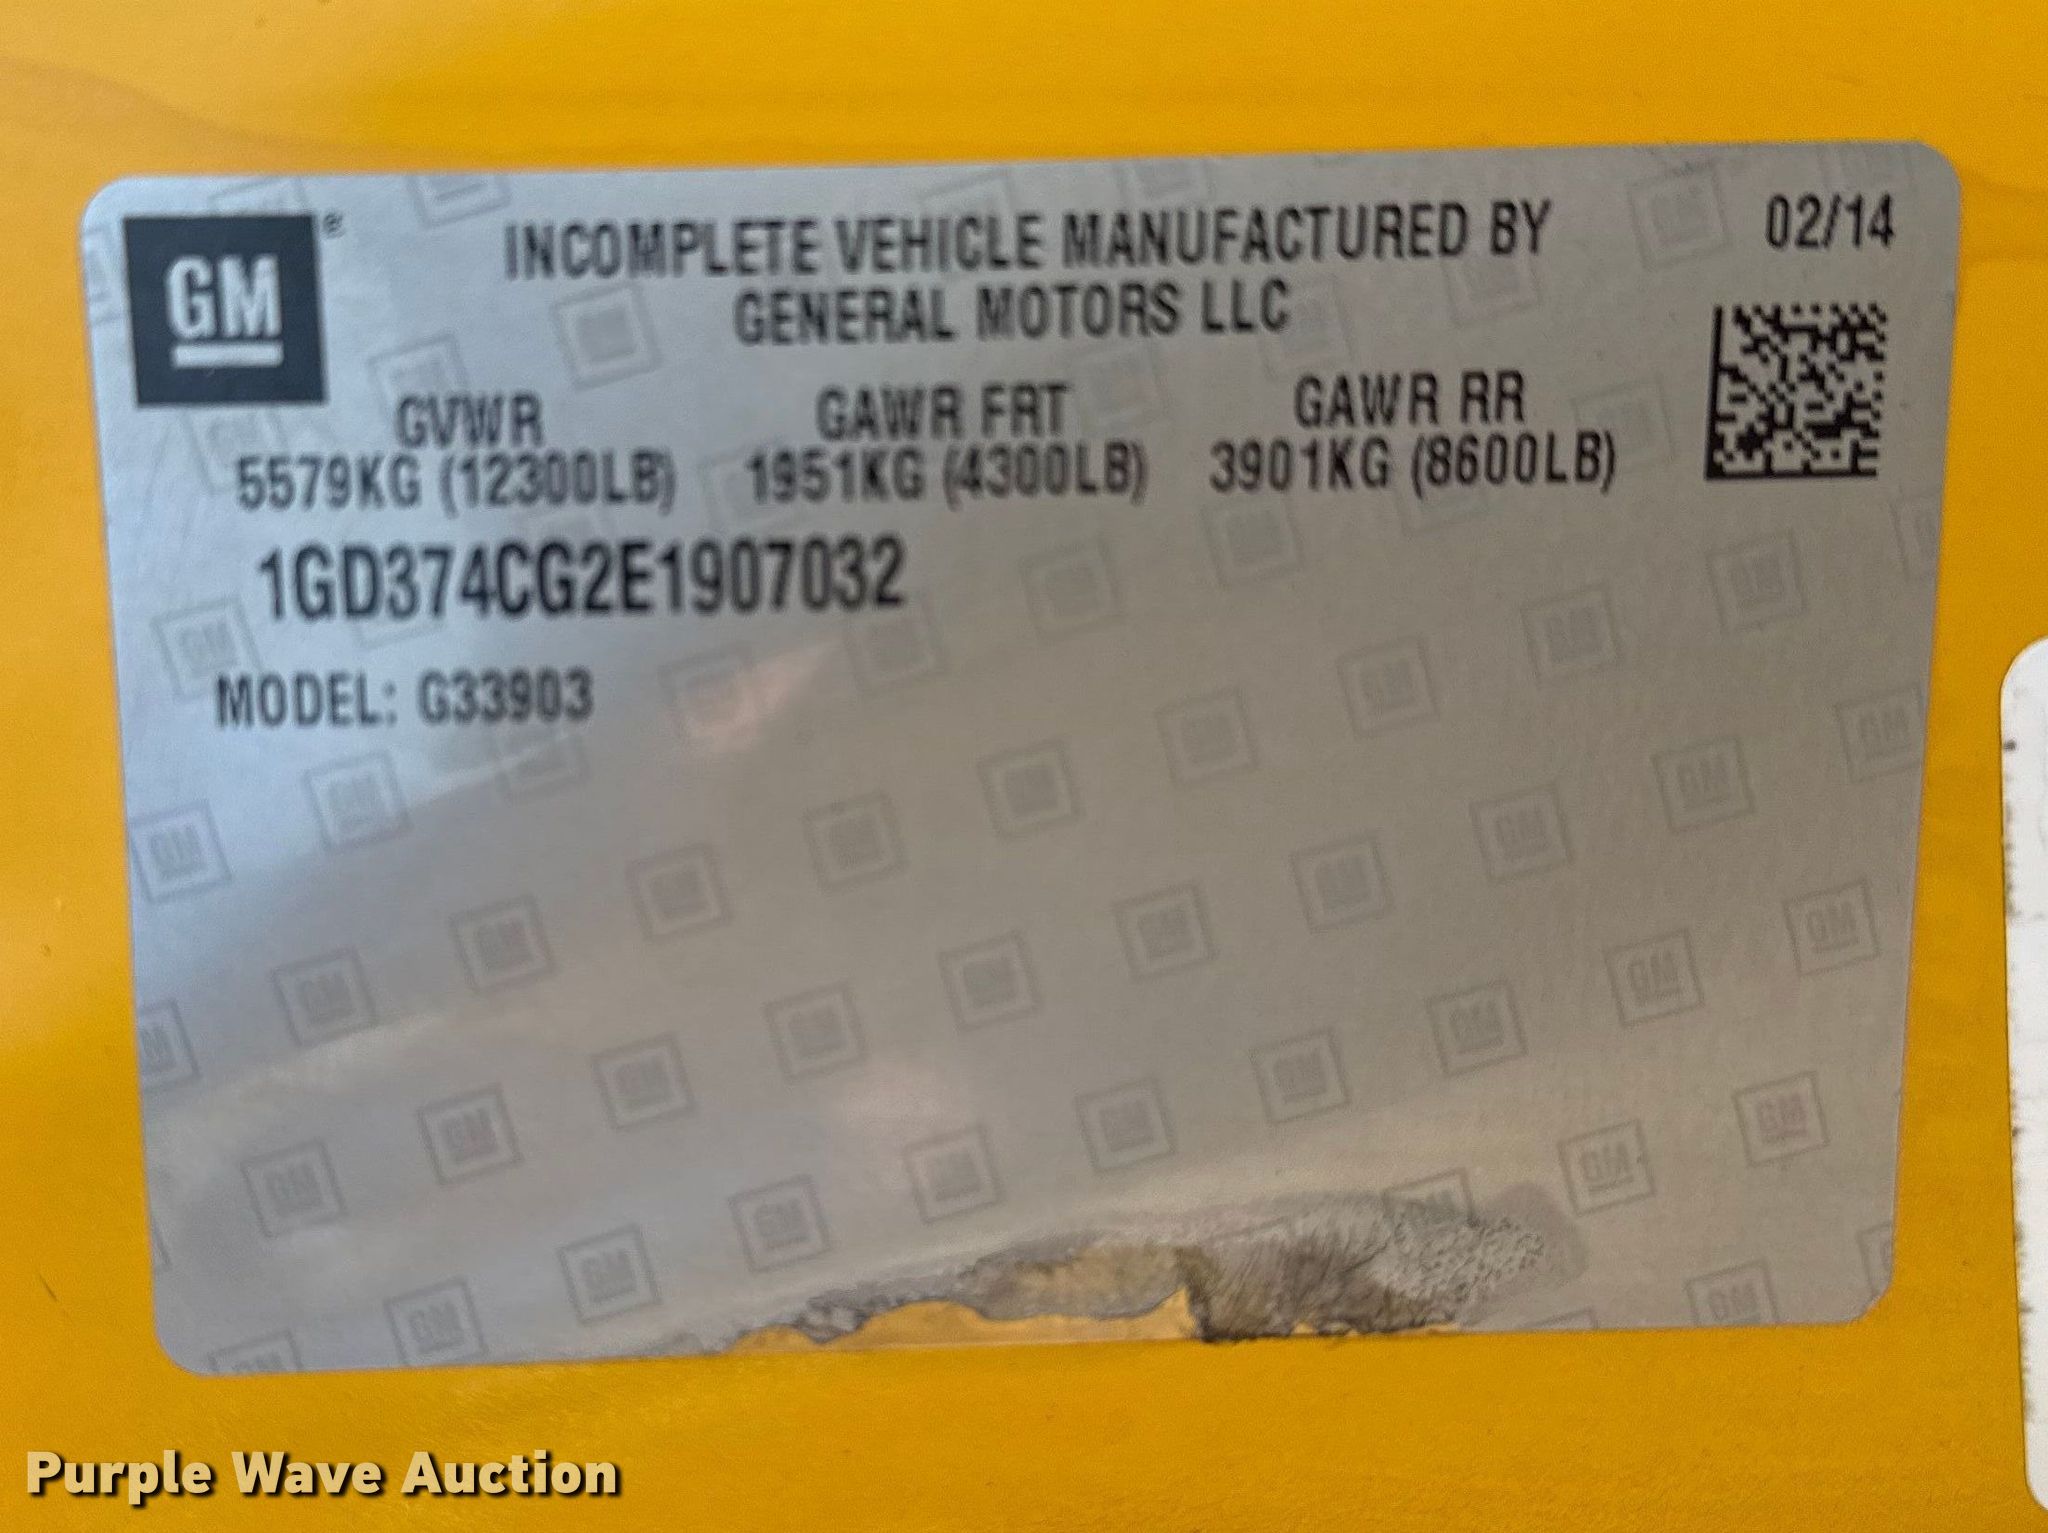 GM
INCOMPLETE VEHICLE MANUFACTURED BY
GENERAL MOTORS LLC
02/14
GVWR GAWR FRT GAWR RR
5579KG (12300LB) 1951KG (4300LB) 3901KG (8600LB)
1GD374CG2E1907032
MODEL: G33903
Purple Wave Auction